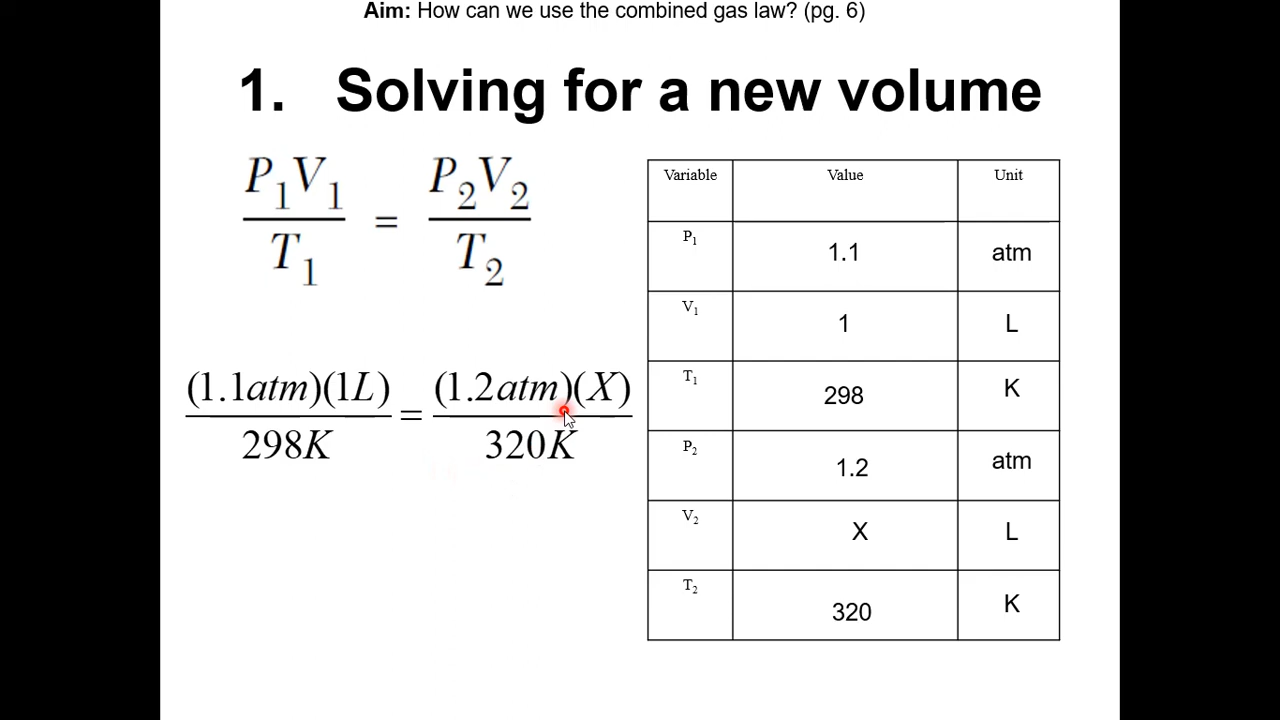 Aim: How can we use the combined gas law? (pg. 6)
1. Solving for a new volume
P₁V₁ / T₁ = P₂V₂ / T₂
(1.1atm)(1L) / 298K = (1.2atm)(X) / 320K
Variable Value Unit
P₁ 1.1 atm
V₁ 1 L
T₁ 298 K
P₂ 1.2 atm
V₂ X L
T₂ 320 K